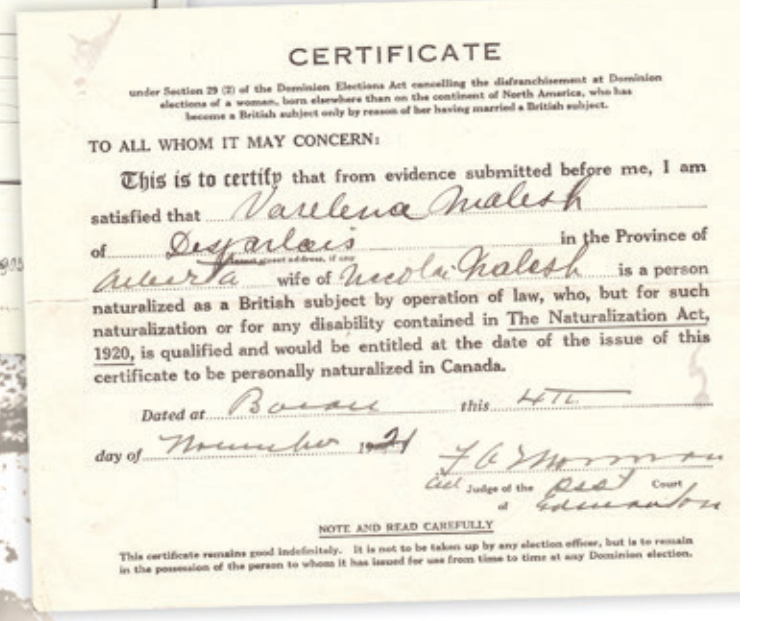 CERTIFICATE
under Section 29 (2) of the Dominion Elections Act cancelling the disfranchisement at Dominion
elections of a woman, born elsewhere than on the continent of North America, who has
become a British subject only by reason of her having married a British subject.
TO ALL WHOM IT MAY CONCERN:
This is to certify that from evidence submitted before me, I am
satisfied that Varelena Malesh
of Desjarlais in the Province of
address, if any
Alberta wife of Nicolai Malesh is a person
naturalized as a British subject by operation of law, who, but for such
naturalization or for any disability contained in The Naturalization Act,
1920, is qualified and would be entitled at the date of the issue of this
certificate to be personally naturalized in Canada.
Dated at this 4th
day of November 1921
Judge of the Dist Court
of Edmonton
NOTE AND READ CAREFULLY
This certificate remains good indefinitely. It is not to be taken up by any election officer, but is to remain
in the possession of the person to whom it has issued for use from time to time at any Dominion election.